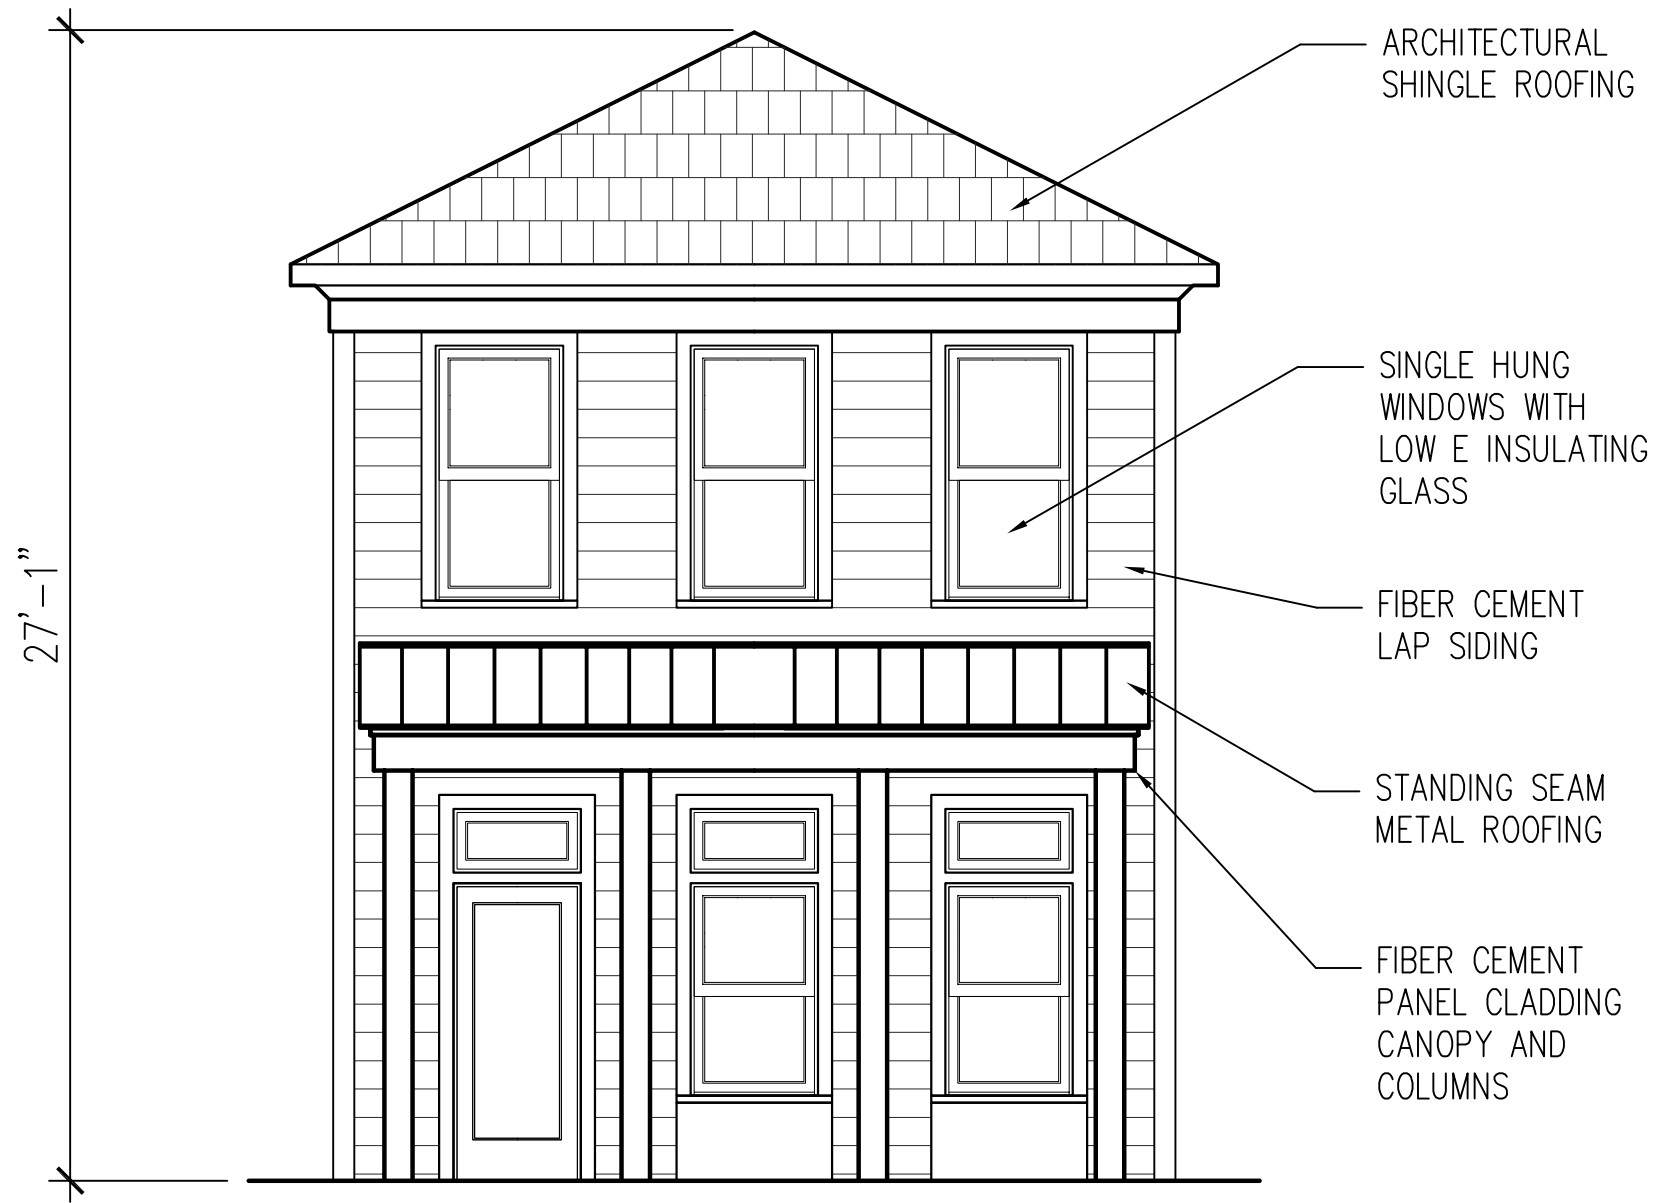 ARCHITECTURAL
SHINGLE ROOFING
SINGLE HUNG
WINDOWS WITH
LOW E INSULATING
GLASS
27'-1"
FIBER CEMENT
LAP SIDING
STANDING SEAM
METAL ROOFING
FIBER CEMENT
PANEL CLADDING
CANOPY AND
COLUMNS